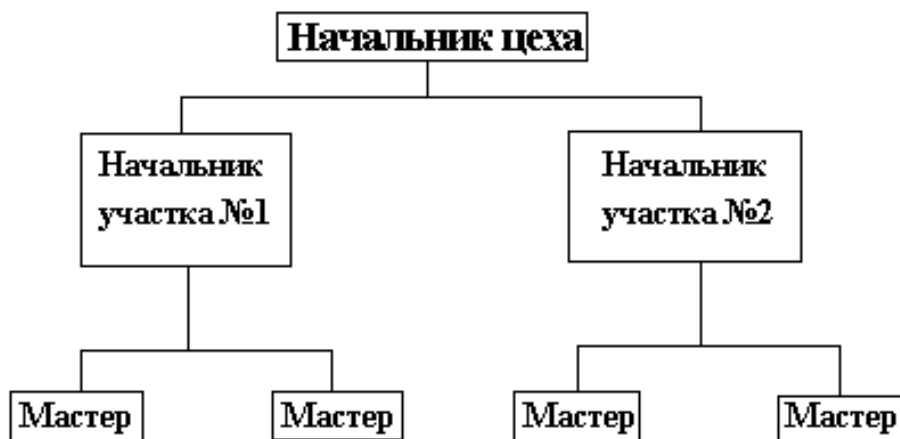 Начальник цеха
Начальник
участка №1
Начальник
участка №2
Мастер
Мастер
Мастер
Мастер